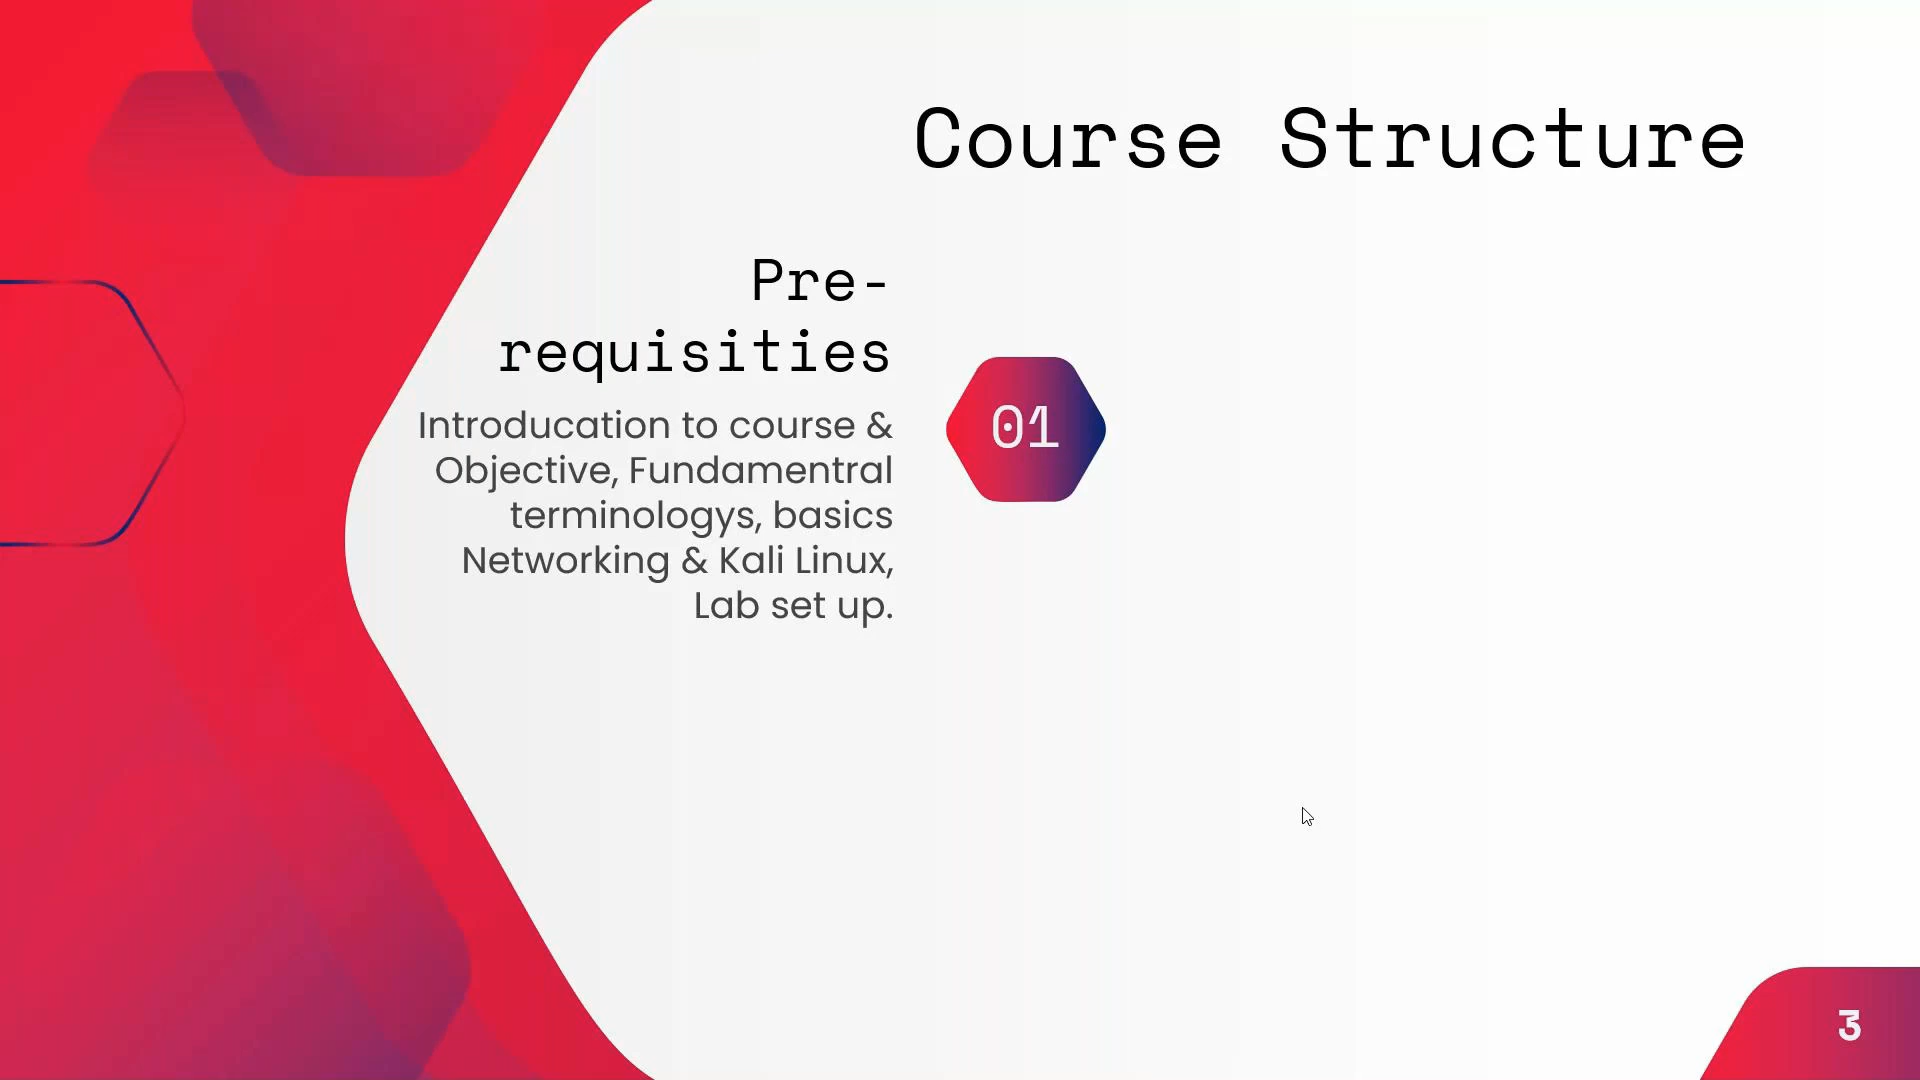 Course Structure
Pre-
requisities
Introducation to course &
Objective, Fundamentral
terminologys, basics
Networking & Kali Linux,
Lab set up.
01
3